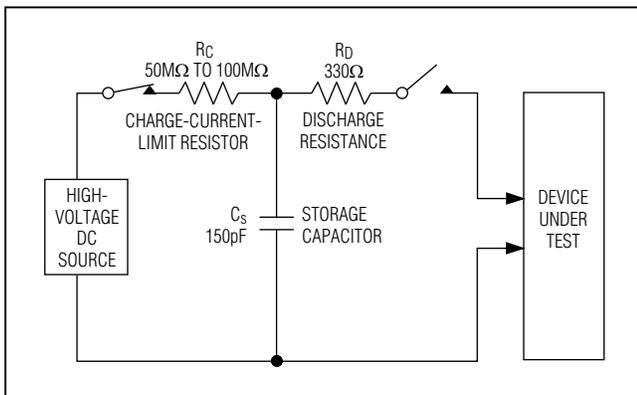 RC
50MΩ TO 100MΩ
CHARGE-CURRENT-
LIMIT RESISTOR
RD
330Ω
DISCHARGE
RESISTANCE
HIGH-
VOLTAGE
DC
SOURCE
CS
150pF
STORAGE
CAPACITOR
DEVICE
UNDER
TEST